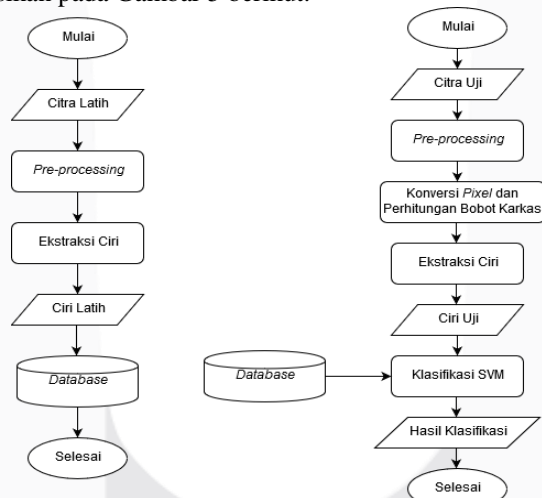 pada Gambar 3 berikut.
Mulai
Citra Latih
Pre-processing
Ekstraksi Ciri
Ciri Latih
Database
Selesai
Mulai
Citra Uji
Pre-processing
Konversi Pixel dan
Perhitungan Bobot Karkas
Ekstraksi Ciri
Ciri Uji
Database
Klasifikasi SVM
Hasil Klasifikasi
Selesai